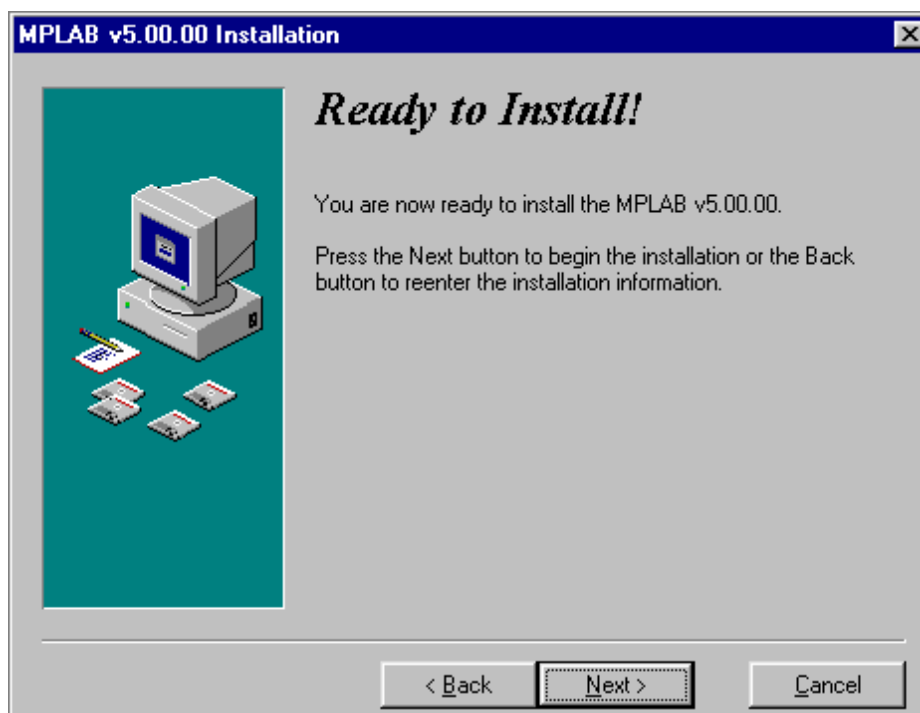 MPLAB v5.00.00 Installation
Ready to Install!
You are now ready to install the MPLAB v5.00.00.
Press the Next button to begin the installation or the Back
button to reenter the installation information.
< Back
Next >
Cancel